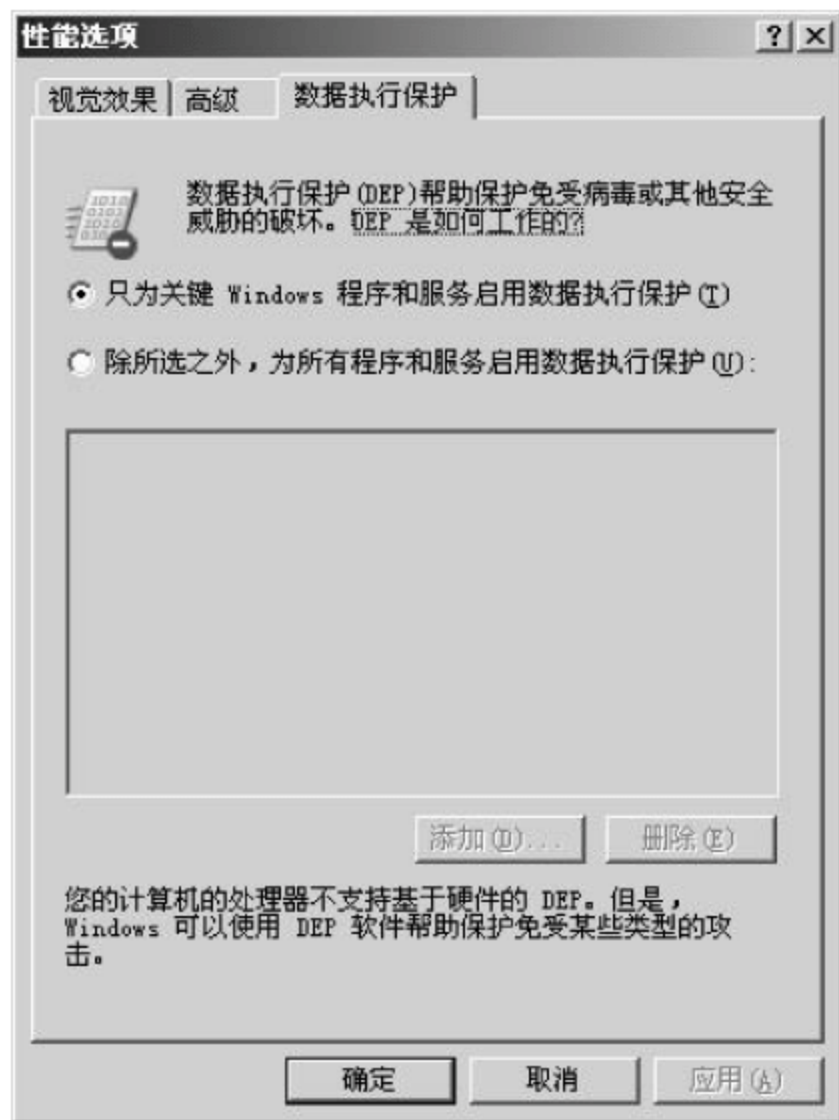 性能选项
视觉效果 高级 数据执行保护
数据执行保护(DEP)帮助保护免受病毒或其他安全
威胁的破坏。DEP 是如何工作的?
只为关键 Windows 程序和服务启用数据执行保护(T)
除所选之外，为所有程序和服务启用数据执行保护(U):
添加(D)... 删除(E)
您的计算机的处理器不支持基于硬件的 DEP。但是，
Windows 可以使用 DEP 软件帮助保护免受某些类型的攻
击。
确定 取消 应用(A)